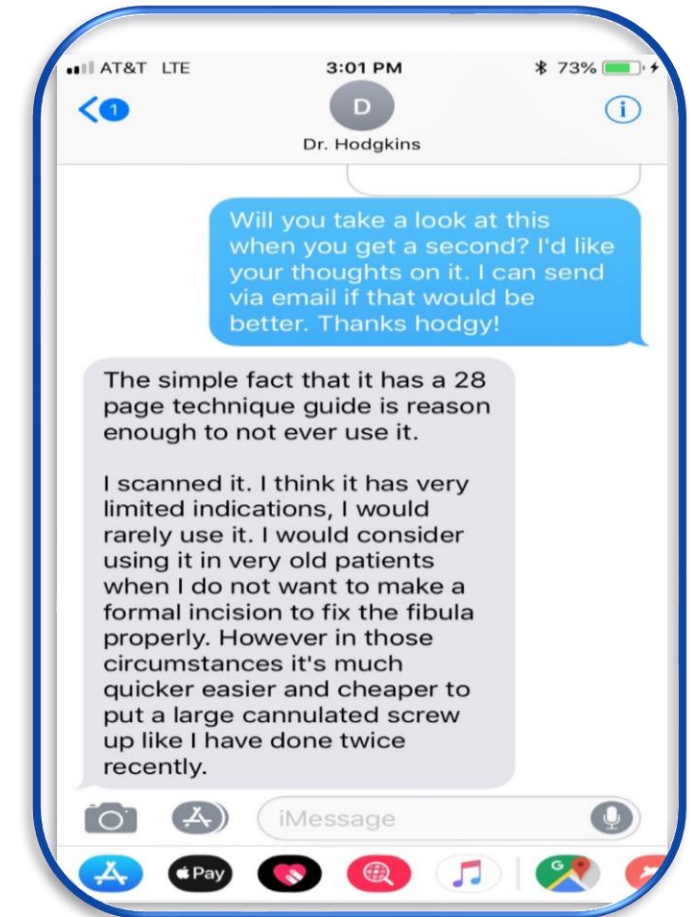 AT&T LTE 3:01 PM 73%
1
D
Dr. Hodgkins
Will you take a look at this
when you get a second? I'd like
your thoughts on it. I can send
via email if that would be
better. Thanks hodgy!
The simple fact that it has a 28
page technique guide is reason
enough to not ever use it.
I scanned it. I think it has very
limited indications, I would
rarely use it. I would consider
using it in very old patients
when I do not want to make a
formal incision to fix the fibula
properly. However in those
circumstances it's much
quicker easier and cheaper to
put a large cannulated screw
up like I have done twice
recently.
iMessage
Pay
G